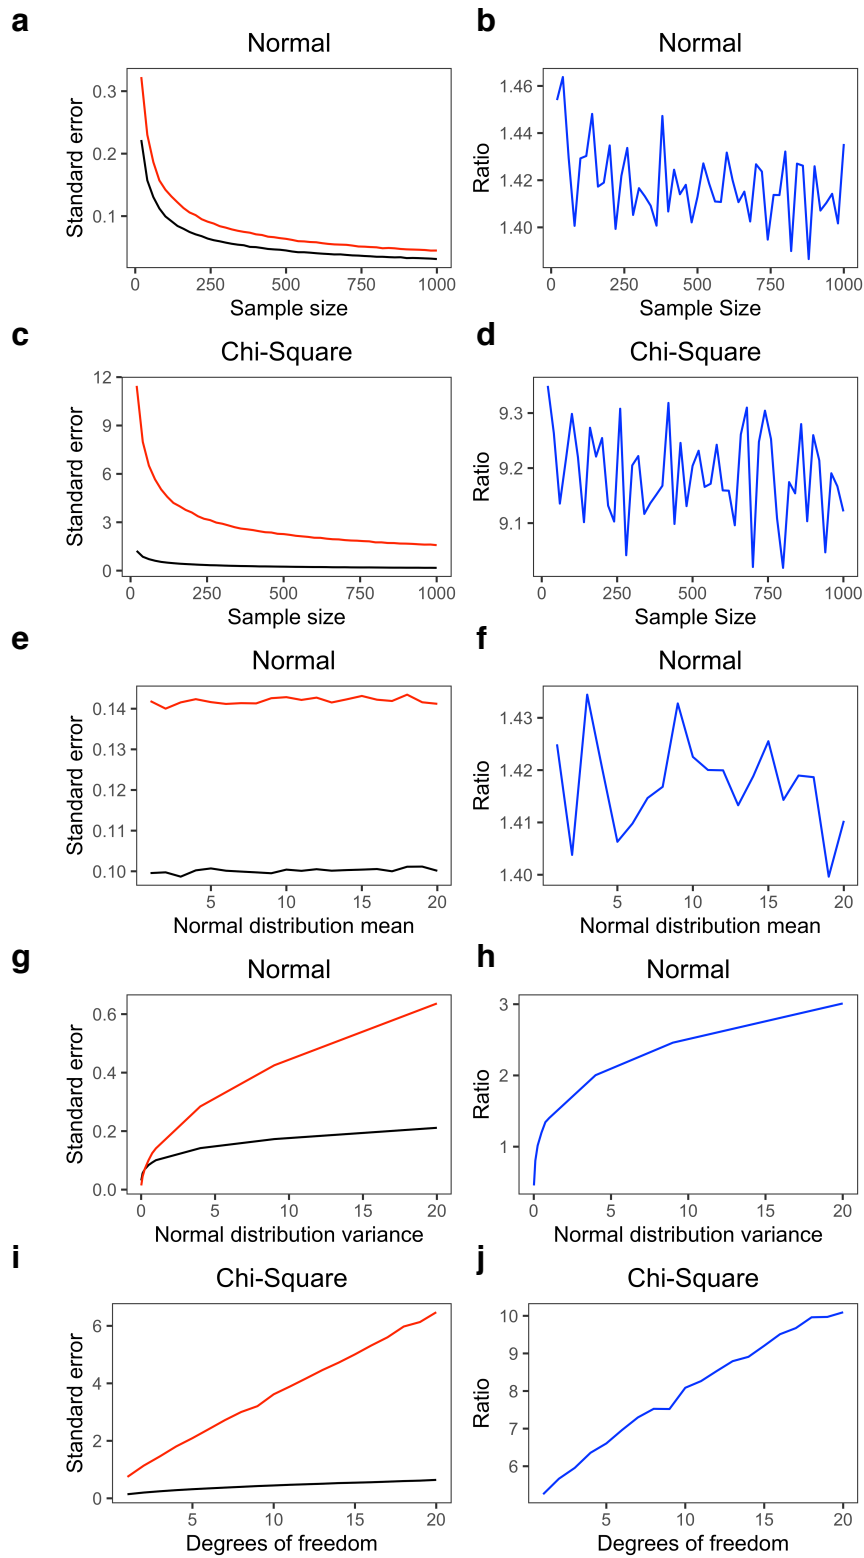 a
Normal
Standard error
0.3
0.2
0.1
0 250 500 750 1000
Sample size
b
Normal
Ratio
1.46
1.44
1.42
1.40
0 250 500 750 1000
Sample Size
c
Chi-Square
Standard error
12
9
6
3
0
0 250 500 750 1000
Sample size
d
Chi-Square
Ratio
9.3
9.2
9.1
0 250 500 750 1000
Sample Size
e
Normal
Standard error
0.14
0.13
0.12
0.11
0.10
5 10 15 20
Normal distribution mean
f
Normal
Ratio
1.43
1.42
1.41
1.40
5 10 15 20
Normal distribution mean
g
Normal
Standard error
0.6
0.4
0.2
0.0
0 5 10 15 20
Normal distribution variance
h
Normal
Ratio
3
2
1
0 5 10 15 20
Normal distribution variance
i
Chi-Square
Standard error
6
4
2
0
5 10 15 20
Degrees of freedom
j
Chi-Square
Ratio
10
9
8
7
6
5 10 15 20
Degrees of freedom